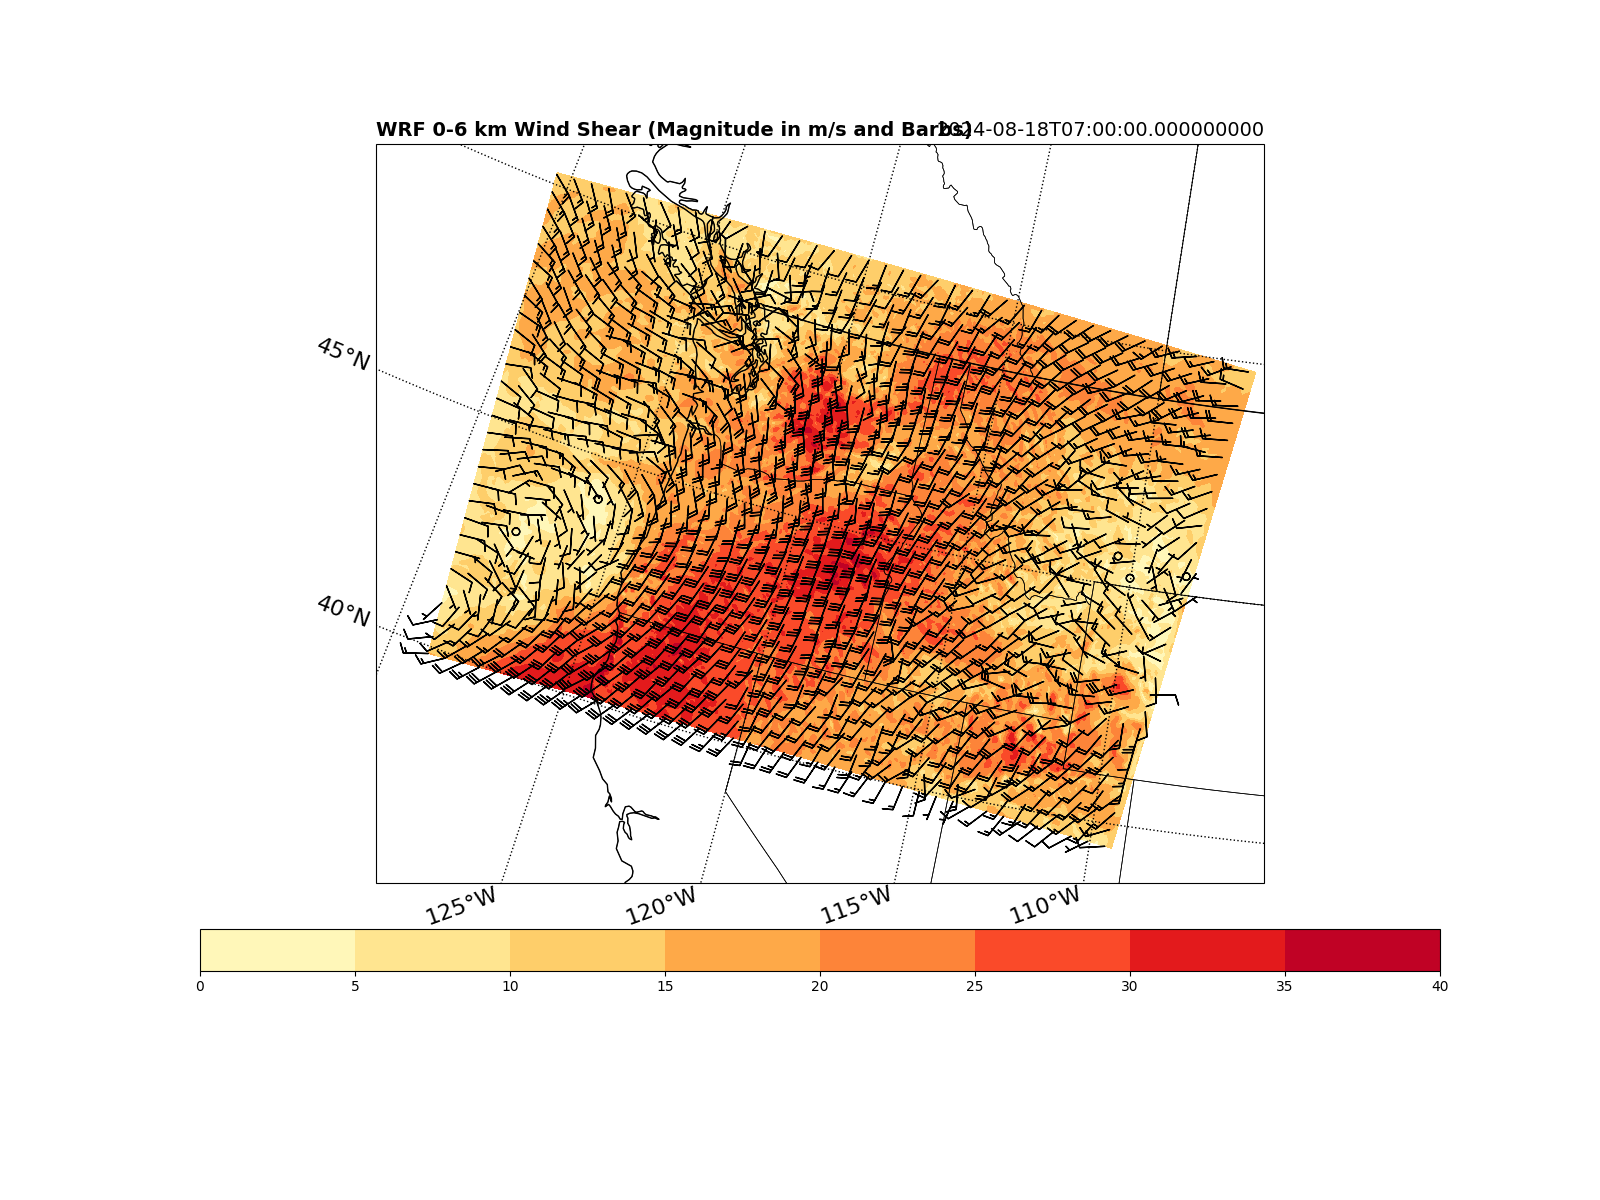 WRF 0-6 km Wind Shear (Magnitude in m/s and Barbs) 2024-08-18T07:00:00.000000000
45°N
40°N
125°W 120°W 115°W 110°W
0 5 10 15 20 25 30 35 40